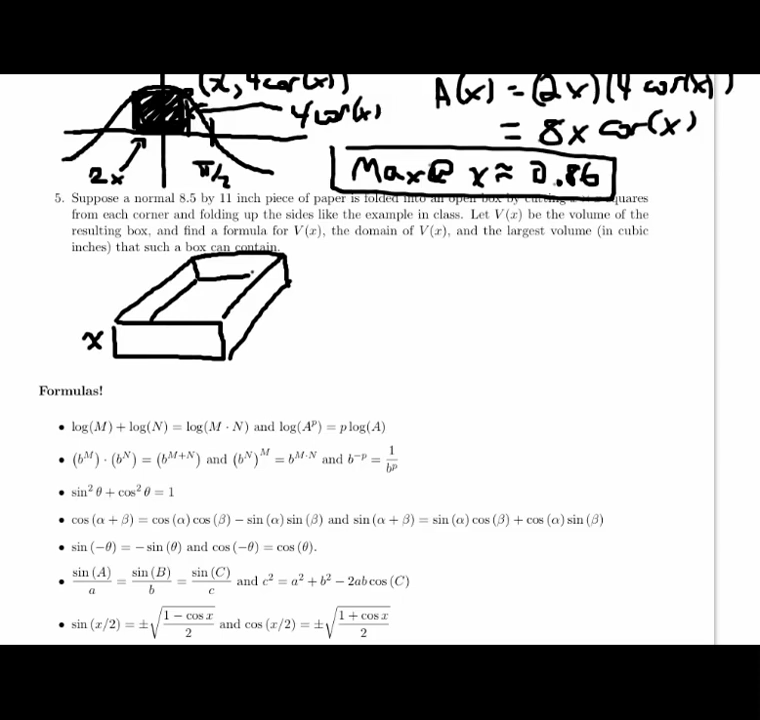 (x, 4cos(x))
A(x) = (2x)(4 cos(x))
4cos(x)
= 8x cos(x)
2x
π/2
Max@ x ≈ 0.86
5. Suppose a normal 8.5 by 11 inch piece of paper is folded into an open box by cutting squares
from each corner and folding up the sides like the example in class. Let V(x) be the volume of the
resulting box, and find a formula for V(x), the domain of V(x), and the largest volume (in cubic
inches) that such a box can contain.
x
Formulas!
• log(M) + log(N) = log(M · N) and log(A^p) = p log(A)
• (b^M) · (b^N) = (b^{M+N}) and (b^N)^M = b^{M·N} and b^{−p} = 1/b^p
• sin² θ + cos² θ = 1
• cos (α + β) = cos (α) cos (β) − sin (α) sin (β) and sin (α + β) = sin (α) cos (β) + cos (α) sin (β)
• sin (−θ) = − sin (θ) and cos (−θ) = cos (θ).
• sin (A)/a = sin (B)/b = sin (C)/c and c² = a² + b² − 2ab cos (C)
• sin (x/2) = ±√((1 − cos x)/2) and cos (x/2) = ±√((1 + cos x)/2)